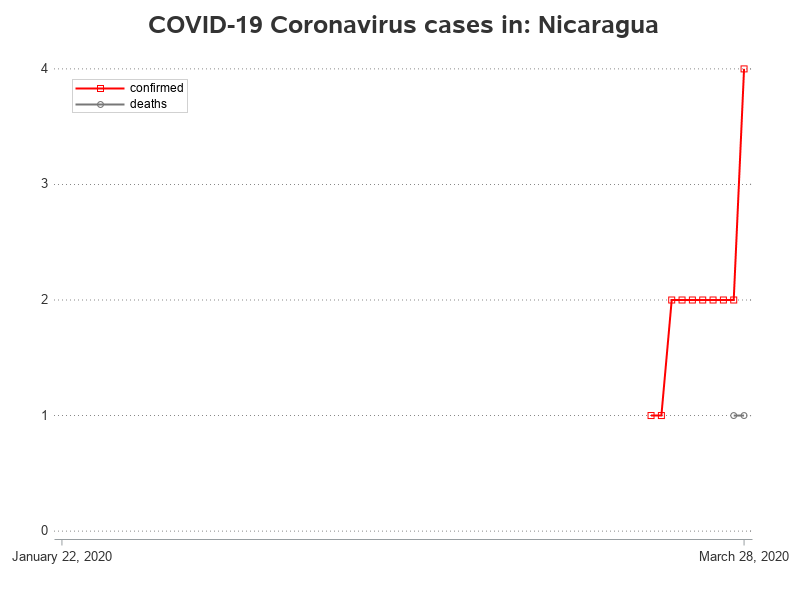 COVID-19 Coronavirus cases in: Nicaragua
4
confirmed
deaths
3
2
1
0
January 22, 2020
March 28, 2020